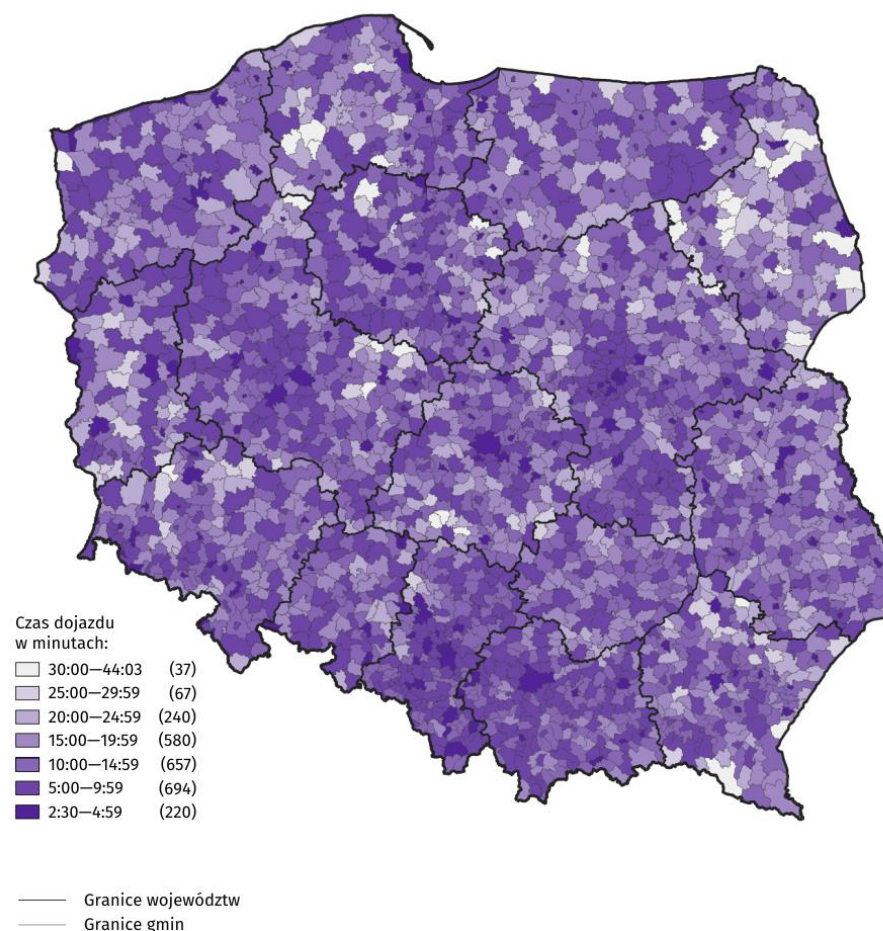 Czas dojazdu
w minutach:
30:00—44:03 (37)
25:00—29:59 (67)
20:00—24:59 (240)
15:00—19:59 (580)
10:00—14:59 (657)
5:00—9:59 (694)
2:30—4:59 (220)
Granice województw
Granice gmin